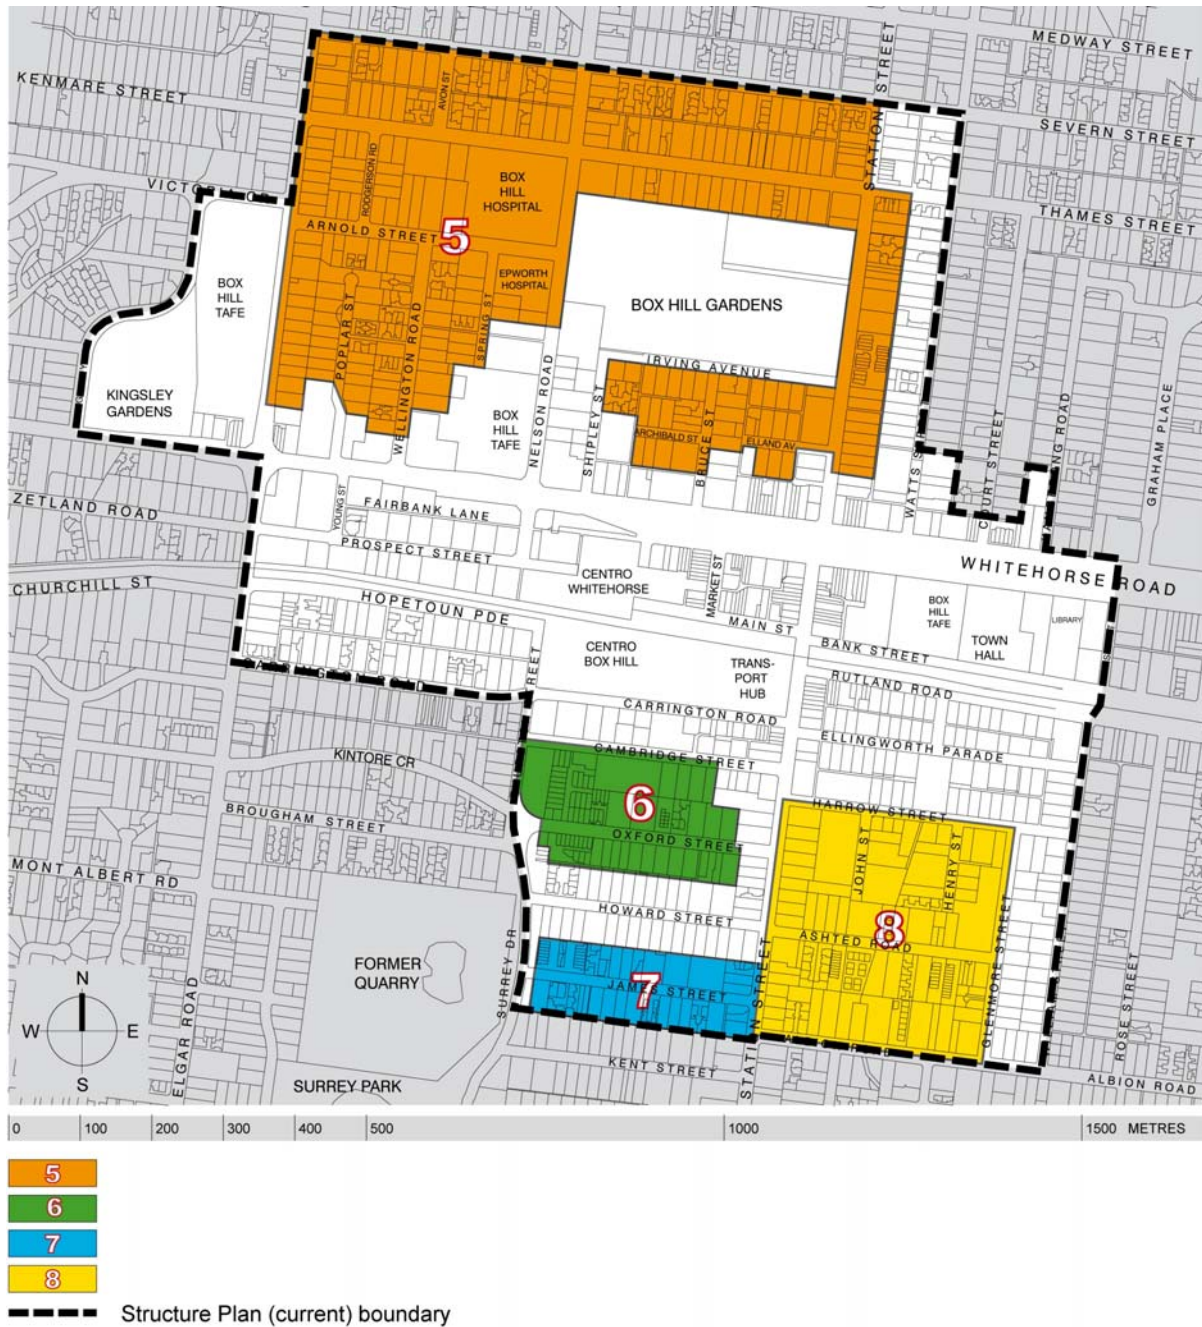 MEDWAY STREET
KENMARE STREET
SEVERN STREET
STATION STREET
AVON ST
RODGERSON RD
BOX
HILL
HOSPITAL
THAMES STREET
ARNOLD STREET
5
EPWORTH
HOSPITAL
BOX
HILL
TAFE
BOX HILL GARDENS
POPLAR ST
WELLINGTON ROAD
SPRING ST
NELSON ROAD
SHIPLEY ST
IRVING AVENUE
KINGSLEY
GARDENS
BOX
HILL
TAFE
ARCHIBALD ST
BRUCE ST
ELLAND AV
WATTS ST
COURT STREET
GRAHAM PLACE
ZETLAND ROAD
YOUNG ST
FAIRBANK LANE
PROSPECT STREET
WHITEHORSE ROAD
CHURCHILL ST
HOPETOUN PDE
CENTRO
WHITEHORSE
MARKET ST
MAIN ST
BOX
HILL
TAFE
TOWN
HALL
LIBRARY
BANK STREET
CENTRO
BOX HILL
TRANS-
PORT
HUB
RUTLAND ROAD
CARRINGTON ROAD
ELLINGWORTH PARADE
KINTORE CR
CAMBRIDGE STREET
6
HARROW STREET
BROUGHAM STREET
OXFORD STREET
JOHN ST
HENRY ST
MONT ALBERT RD
HOWARD STREET
8
ASHTED ROAD
FORMER
QUARRY
SURREY DR
7
JAMES STREET
STATION STREET
GLENMORE STREET
ROSE STREET
N
W E
S
ELGAR ROAD
SURREY PARK
KENT STREET
ALBION ROAD
0 100 200 300 400 500 1000 1500 METRES
5
6
7
8
Structure Plan (current) boundary